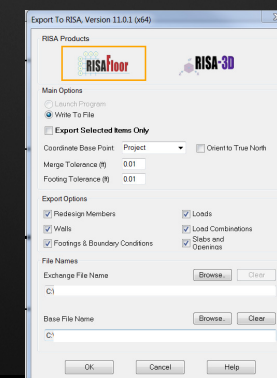 Export To RISA, Version 11.0.1 (x64)
RISA Products
RISAFloor
RISA-3D
Main Options
Launch Program
Write To File
Export Selected Items Only
Coordinate Base Point Project Orient to True North
Merge Tolerance (ft) 0.01
Footing Tolerance (ft) 0.01
Export Options
Redesign Members Loads
Walls Load Combinations
Footings & Boundary Conditions Slabs and Openings
File Names
Exchange File Name Browse.. Clear
C:\
Base File Name Browse.. Clear
C:\
OK Cancel Help